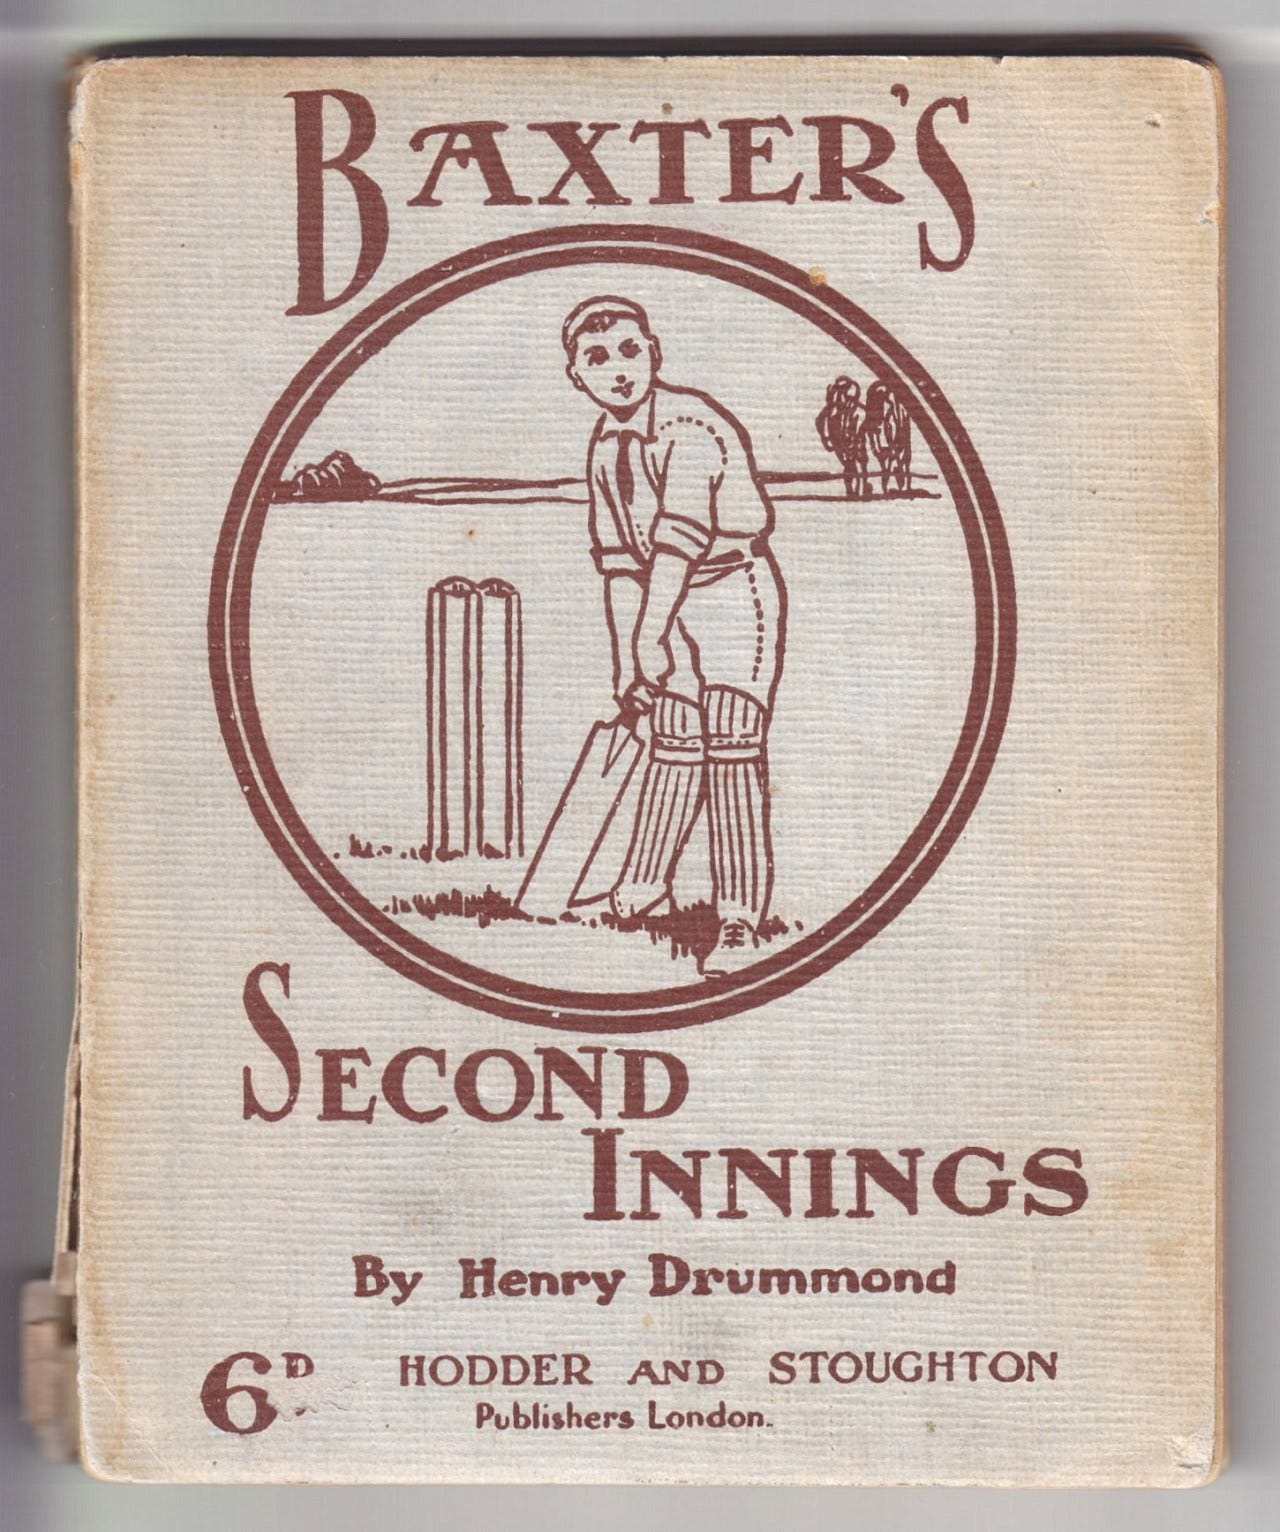 BAXTER'S
SECOND
INNINGS
By Henry Drummond
6D
HODDER AND STOUGHTON
Publishers London.